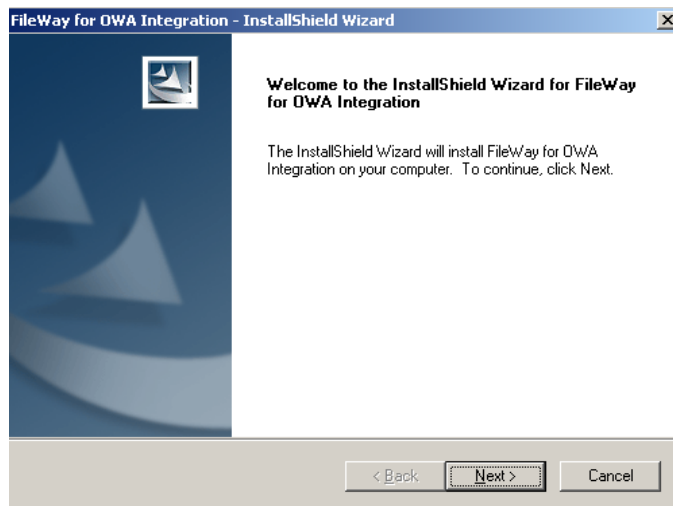 FileWay for OWA Integration - InstallShield Wizard
Welcome to the InstallShield Wizard for FileWay
for OWA Integration
The InstallShield Wizard will install FileWay for OWA
Integration on your computer.  To continue, click Next.
< Back Next > Cancel